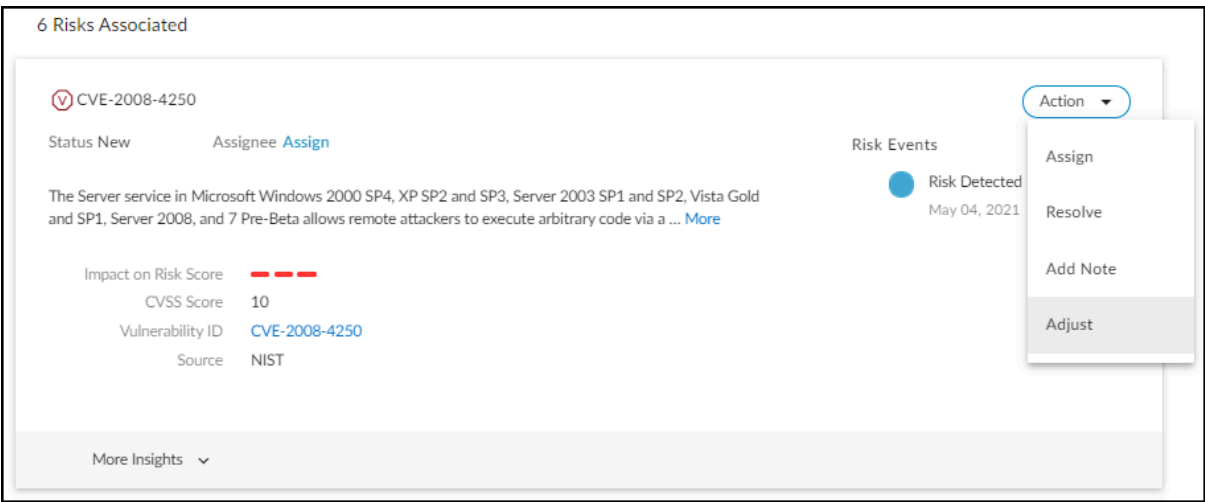 6 Risks Associated
V CVE-2008-4250
Action
Status New Assignee Assign
Risk Events
Assign
Risk Detected
May 04, 2021
The Server service in Microsoft Windows 2000 SP4, XP SP2 and SP3, Server 2003 SP1 and SP2, Vista Gold
and SP1, Server 2008, and 7 Pre-Beta allows remote attackers to execute arbitrary code via a ... More
Resolve
Add Note
Adjust
Impact on Risk Score
CVSS Score 10
Vulnerability ID CVE-2008-4250
Source NIST
More Insights